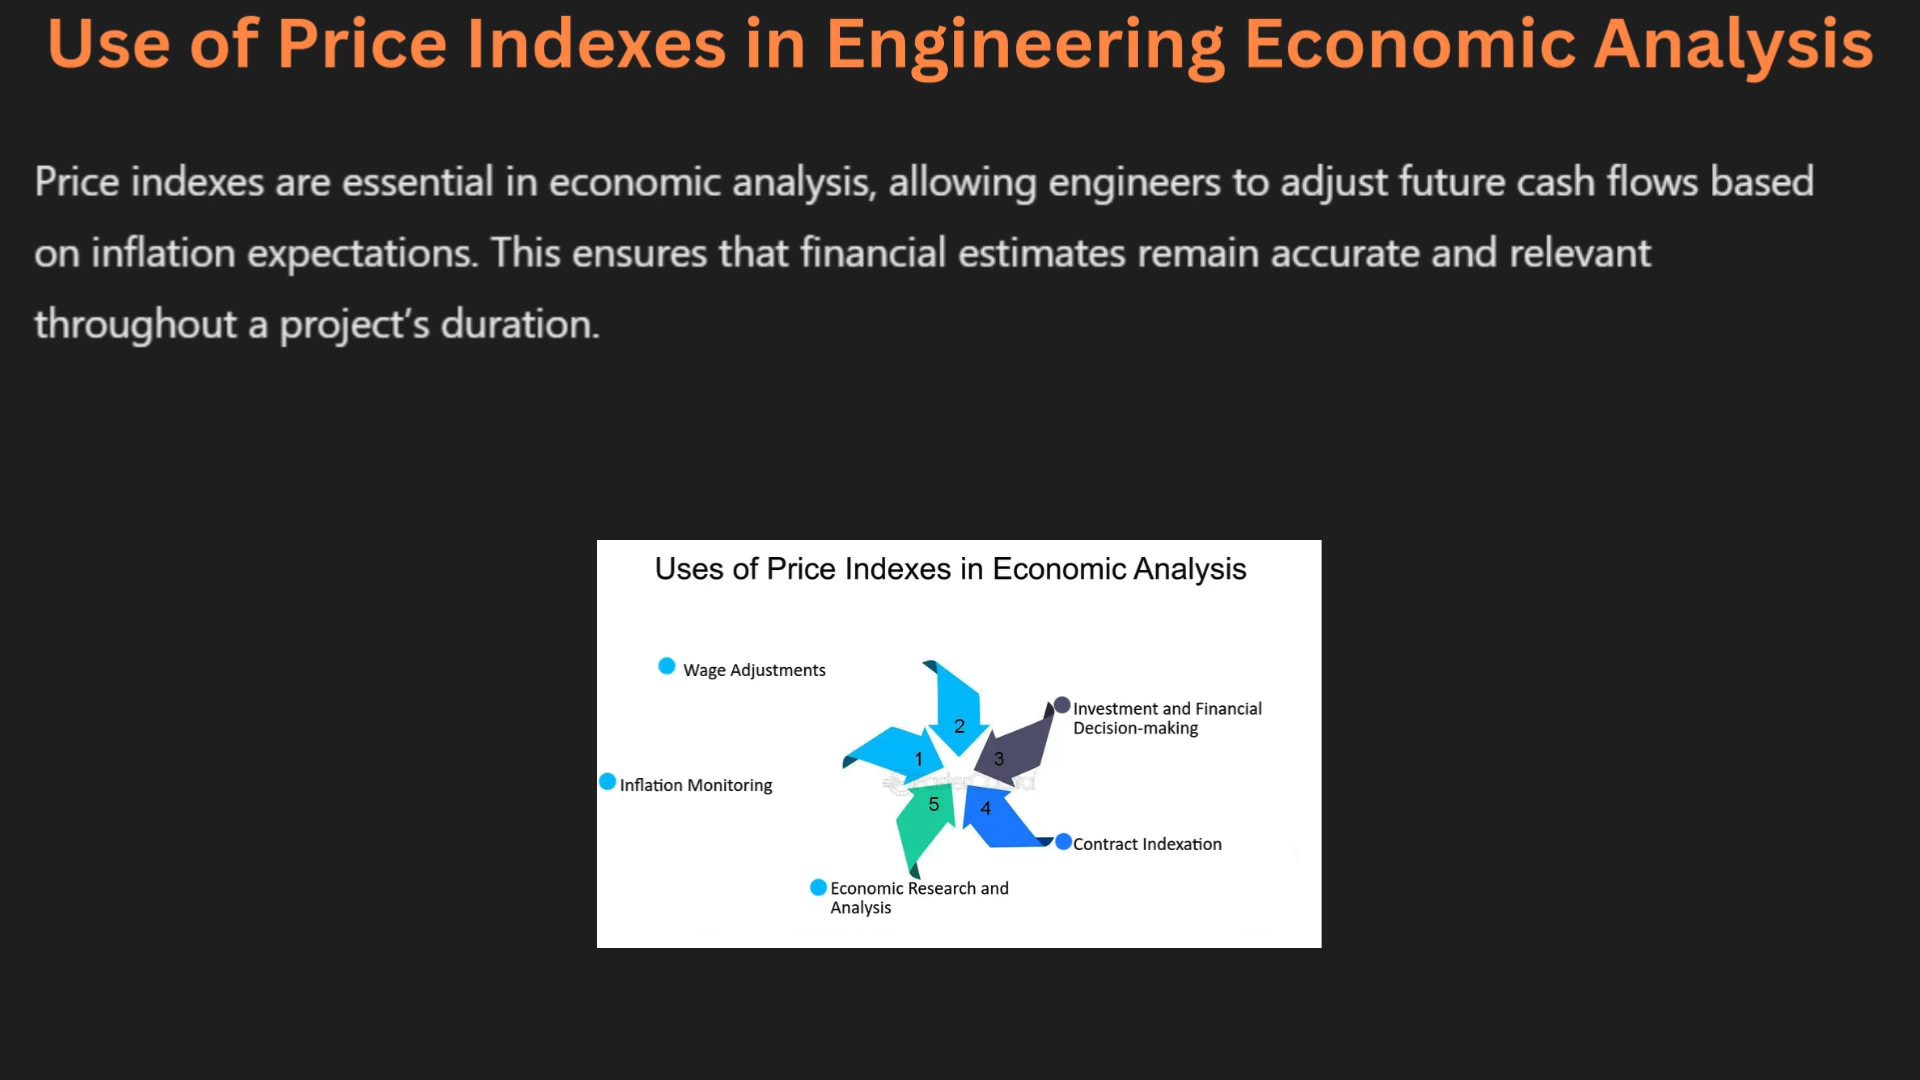 Use of Price Indexes in Engineering Economic Analysis
Price indexes are essential in economic analysis, allowing engineers to adjust future cash flows based
on inflation expectations. This ensures that financial estimates remain accurate and relevant
throughout a project’s duration.
Uses of Price Indexes in Economic Analysis
Wage Adjustments
Investment and Financial
Decision-making
2
1
3
Inflation Monitoring
5
4
Contract Indexation
Economic Research and
Analysis